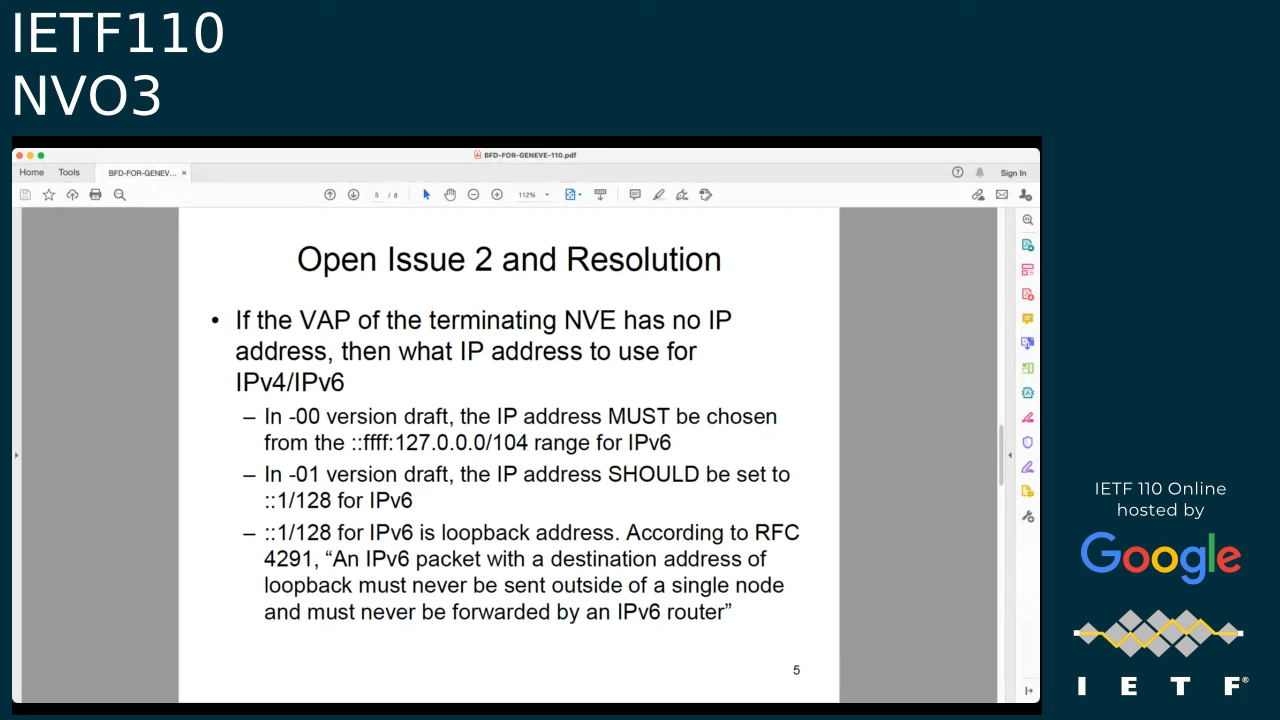 IETF110
NVO3
BFD-FOR-GENEVE-110.pdf
Home
Tools
BFD-FOR-GENEV... ×
Sign In
5 / 8
112%
Open Issue 2 and Resolution
• If the VAP of the terminating NVE has no IP
address, then what IP address to use for
IPv4/IPv6
– In -00 version draft, the IP address MUST be chosen
from the ::ffff:127.0.0.0/104 range for IPv6
– In -01 version draft, the IP address SHOULD be set to
::1/128 for IPv6
– ::1/128 for IPv6 is loopback address. According to RFC
4291, “An IPv6 packet with a destination address of
loopback must never be sent outside of a single node
and must never be forwarded by an IPv6 router”
5
IETF 110 Online
hosted by
Google
I E T F®